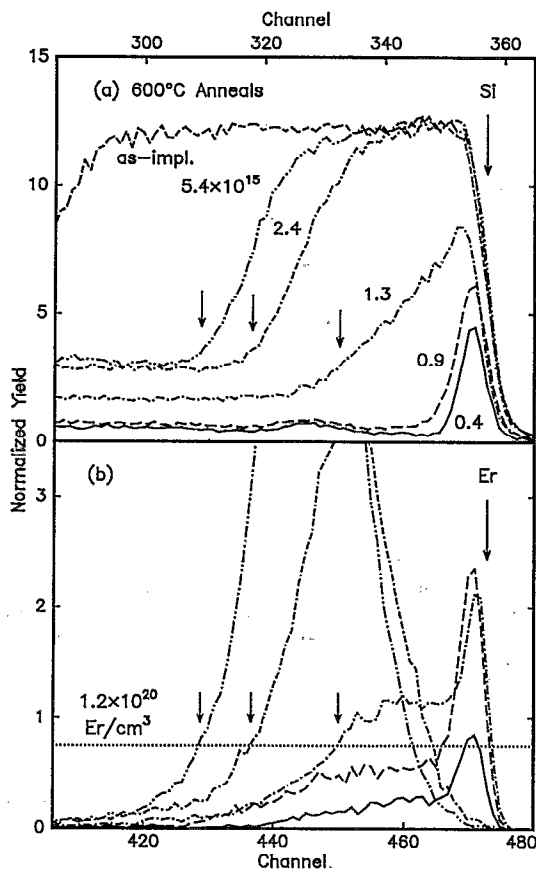 Channel
300 320 340 360
15
(a) 600°C Anneals
Si
as-impl.
10
5.4×10¹⁵
2.4
1.3
5
0.9
0.4
0
Normalized Yield
(b)
Er
3
2
1.2×10²⁰
Er/cm³
1
0
420 440 460 480
Channel.